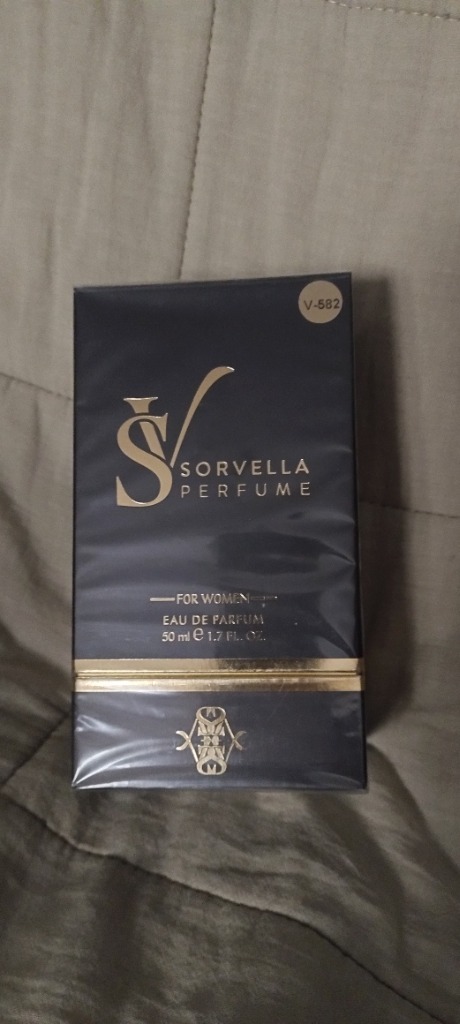 V-582
SV
SORVELLA
PERFUME
FOR WOMEN
EAU DE PARFUM
50 ml ℮ 1.7 FL. OZ.